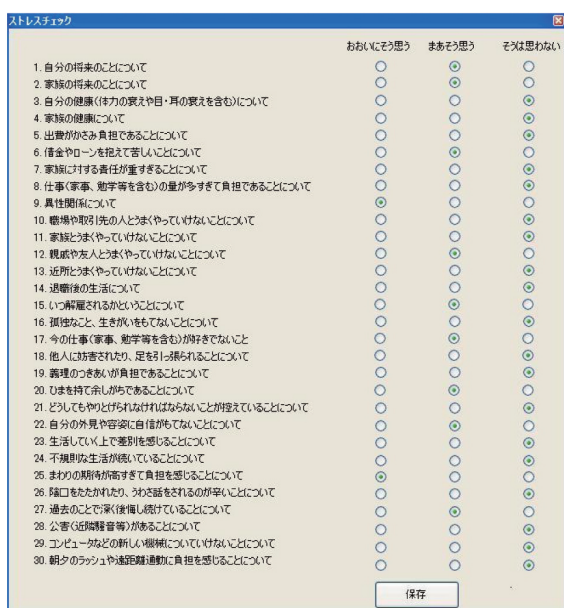 ストレスチェック
おおいにそう思う まあそう思う そうは思わない
1. 自分の将来のことについて
2. 家族の将来のことについて
3. 自分の健康(体力の衰えや目・耳の衰えを含む)について
4. 家族の健康について
5. 出費がかさみ負担であることについて
6. 借金やローンを抱えて苦しいことについて
7. 家族に対する責任が重すぎることについて
8. 仕事(家事、勉学等を含む)の量が多すぎて負担であることについて
9. 異性関係について
10. 職場や取引先の人とうまくやっていけないことについて
11. 家族とうまくやっていけないことについて
12. 親戚や友人とうまくやっていけないことについて
13. 近所とうまくやっていけないことについて
14. 退職後の生活について
15. いつ解雇されるかということについて
16. 孤独なこと、生きがいをもてないことについて
17. 今の仕事(家事、勉学等を含む)が好きでないこと
18. 他人に妨害されたり、足を引っ張られることについて
19. 義理のつきあいが負担であることについて
20. ひまを持て余しがちであることについて
21. どうしてもやりとげられなければならないことが控えていることについて
22. 自分の外見や容姿に自信がもてないことについて
23. 生活していく上で差別を感じることについて
24. 不規則な生活が続いていることについて
25. まわりの期待が高すぎて負担を感じることについて
26. 陰口をたたかれたり、うわさ話をされるのが辛いことについて
27. 過去のことで深く後悔し続けていることについて
28. 公害(近隣騒音等)があることについて
29. コンピュータなどの新しい機械についていけないことについて
30. 朝夕のラッシュや遠距離通勤に負担を感じることについて
保存